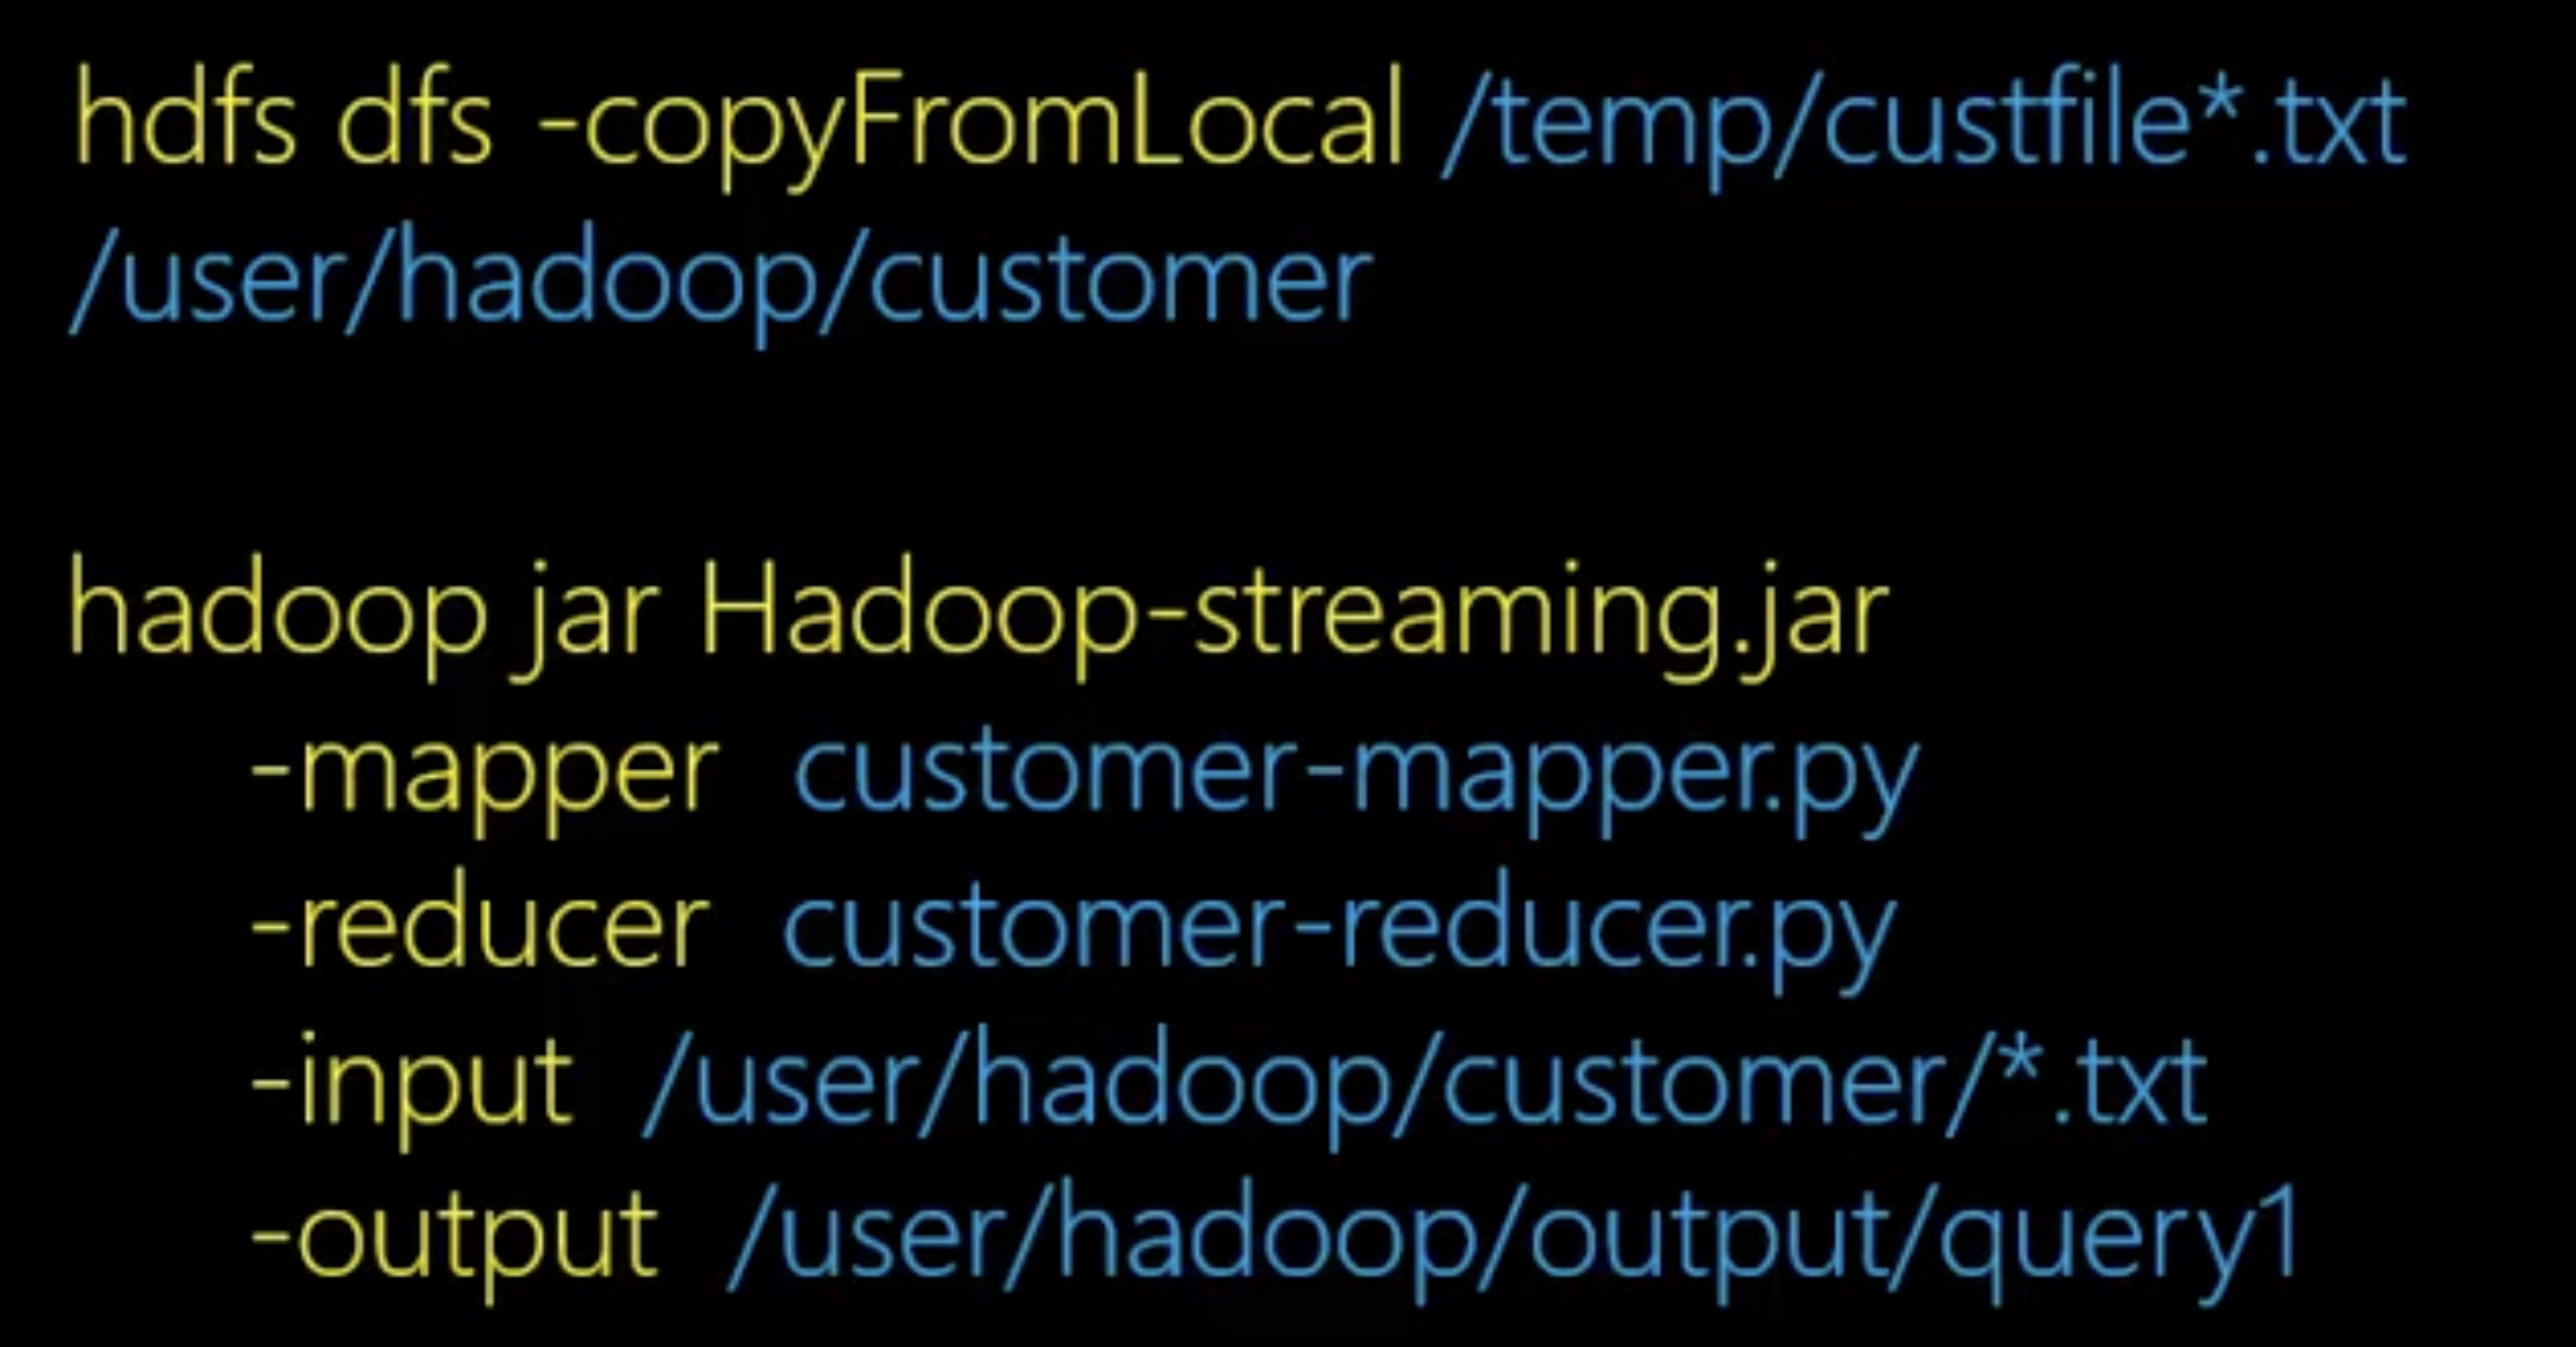 hdfs dfs -copyFromLocal /temp/custfile*.txt
/user/hadoop/customer
hadoop jar Hadoop-streaming.jar
-mapper customer-mapper.py
-reducer customer-reducer.py
-input /user/hadoop/customer/*.txt
-output /user/hadoop/output/query1